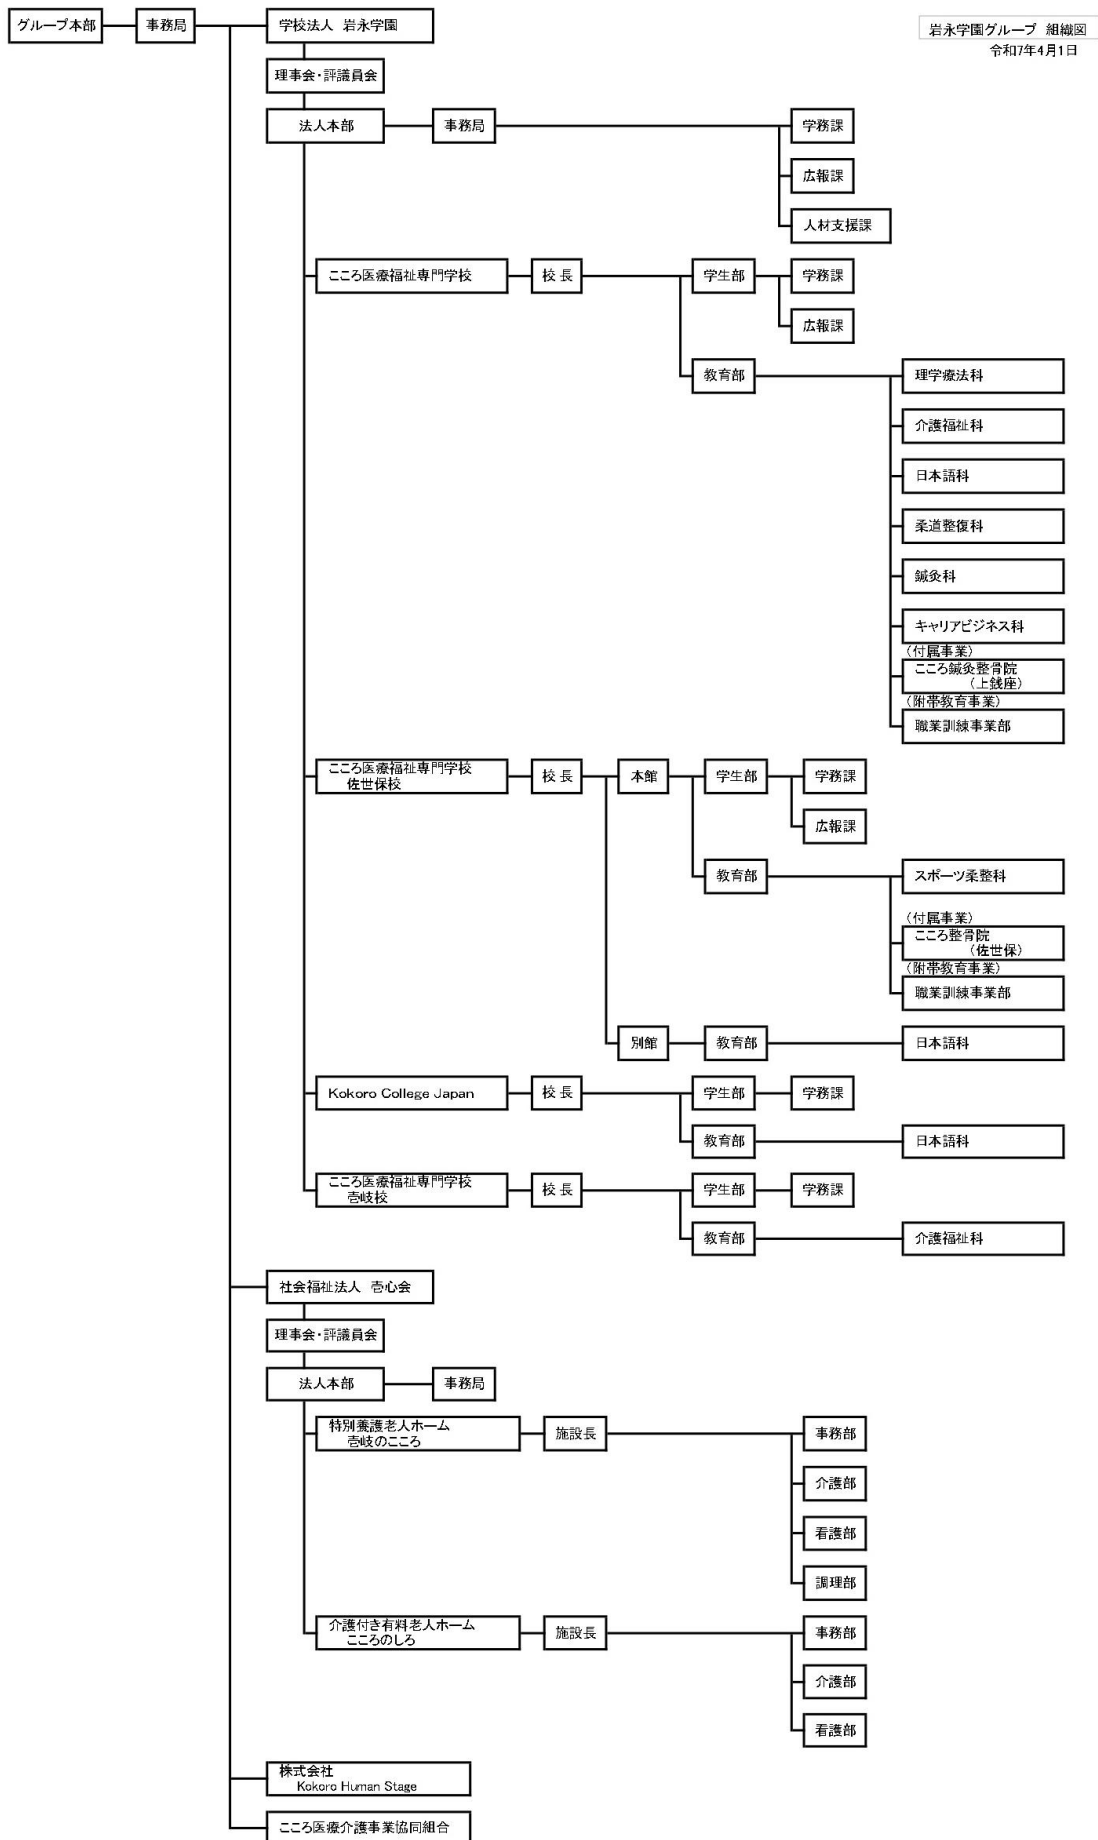 グループ本部 事務局 学校法人　岩永学園
岩永学園グループ　組織図
令和7年4月1日
理事会・評議員会
法人本部 事務局 学務課
広報課
人材支援課
こころ医療福祉専門学校 校 長 学生部 学務課
広報課
教育部 理学療法科
介護福祉科
日本語科
柔道整復科
鍼灸科
キャリアビジネス科
（付属事業）
こころ鍼灸整骨院
（上銭座）
（附帯教育事業）
職業訓練事業部
こころ医療福祉専門学校
佐世保校
校 長 本館 学生部 学務課
広報課
教育部 スポーツ柔整科
（付属事業）
こころ整骨院
（佐世保）
（附帯教育事業）
職業訓練事業部
別館 教育部 日本語科
Kokoro College Japan 校 長 学生部 学務課
教育部 日本語科
こころ医療福祉専門学校
壱岐校
校 長 学生部 学務課
教育部 介護福祉科
社会福祉法人　壱心会
理事会・評議員会
法人本部 事務局
特別養護老人ホーム
壱岐のこころ
施設長 事務部
介護部
看護部
調理部
介護付き有料老人ホーム
こころのしろ
施設長 事務部
介護部
看護部
株式会社
Kokoro Human Stage
こころ医療介護事業協同組合